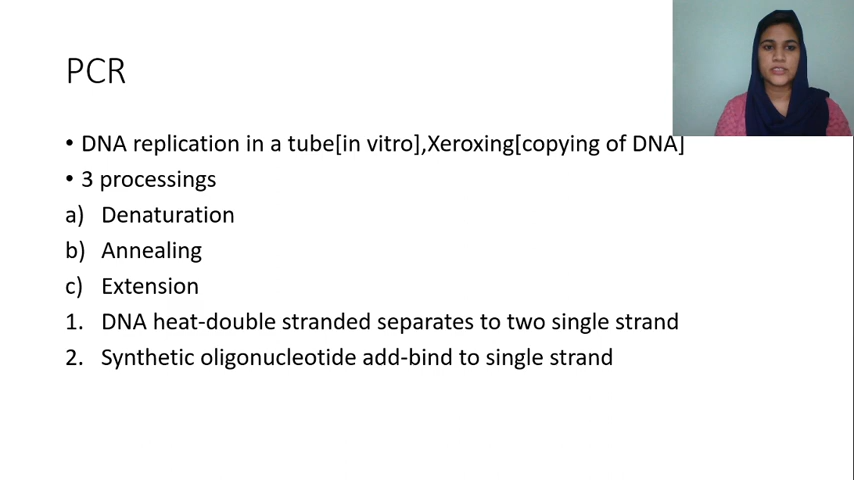 PCR
• DNA replication in a tube[in vitro],Xeroxing[copying of DNA]
• 3 processings
a) Denaturation
b) Annealing
c) Extension
1. DNA heat-double stranded separates to two single strand
2. Synthetic oligonucleotide add-bind to single strand